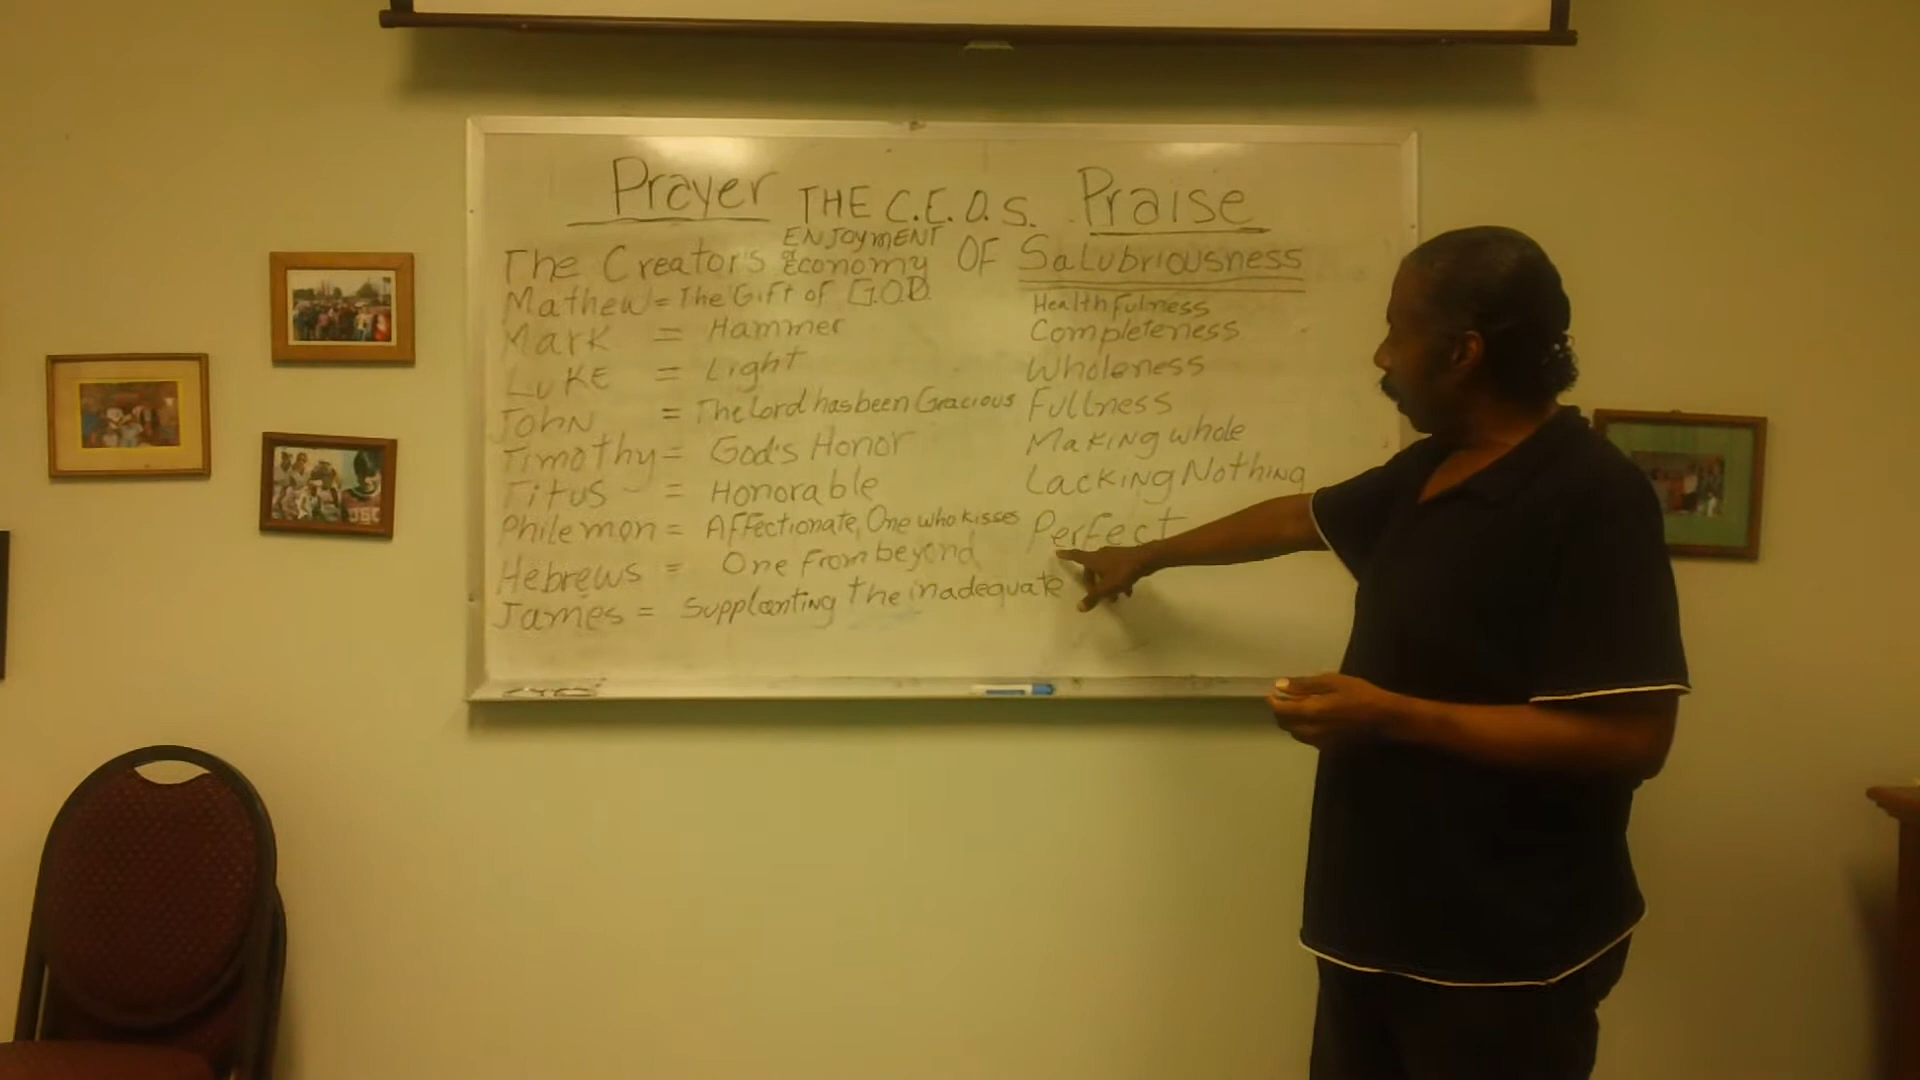 Prayer THE C.E.O.S. Praise
The Creator's ENJOYMENT of Economy OF Salubriousness
Mathew = The Gift of G.O.D.
Mark = Hammer
Luke = Light
John = The Lord has been Gracious
Timothy = God's Honor
Titus = Honorable
Philemon = Affectionate, One who kisses
Hebrews = One from beyond
James = Supplanting the inadequate
Healthfulness
Completeness
Wholeness
Fullness
Making whole
Lacking Nothing
Perfect